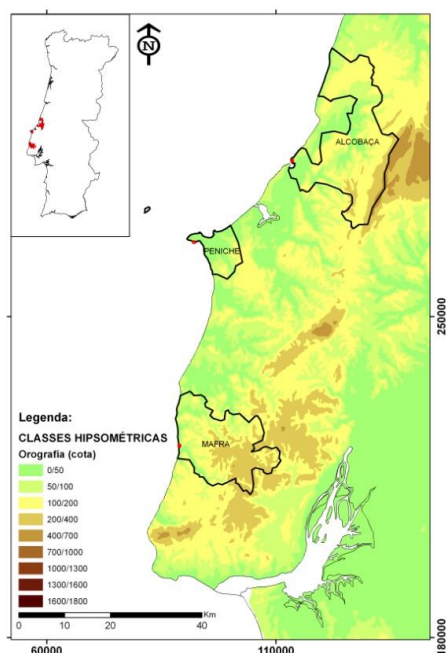 N
ALCOBAÇA
PENICHE
250000
MAFRA
Legenda:
CLASSES HIPSOMÉTRICAS
Orografia (cota)
0/50
50/100
100/200
200/400
400/700
700/1000
1000/1300
1300/1600
1600/1800
Km
0 10 20 40
60000 110000
180000